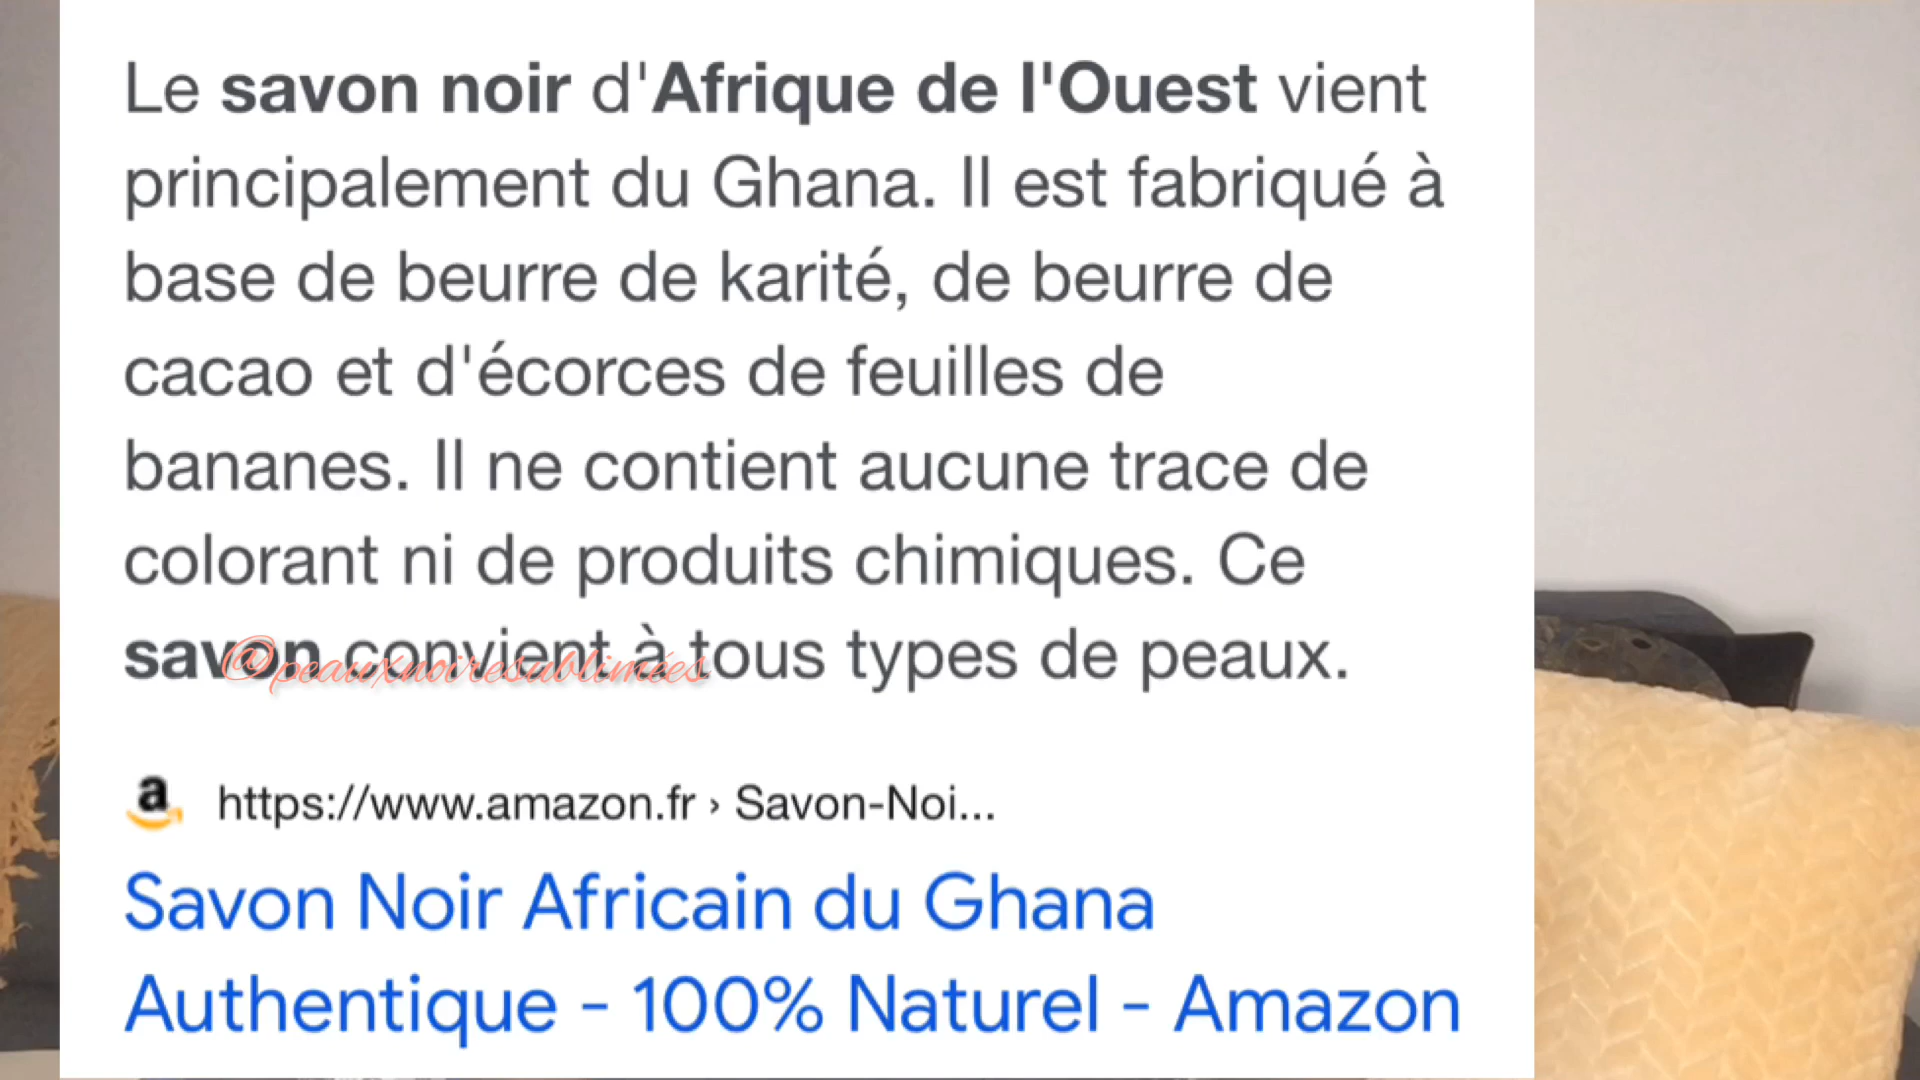 Le savon noir d'Afrique de l'Ouest vient
principalement du Ghana. Il est fabriqué à
base de beurre de karité, de beurre de
cacao et d'écorces de feuilles de
bananes. Il ne contient aucune trace de
colorant ni de produits chimiques. Ce
savon convient à tous types de peaux.
@peauxnoiresublimées
a
https://www.amazon.fr › Savon-Noi...
Savon Noir Africain du Ghana
Authentique - 100% Naturel - Amazon